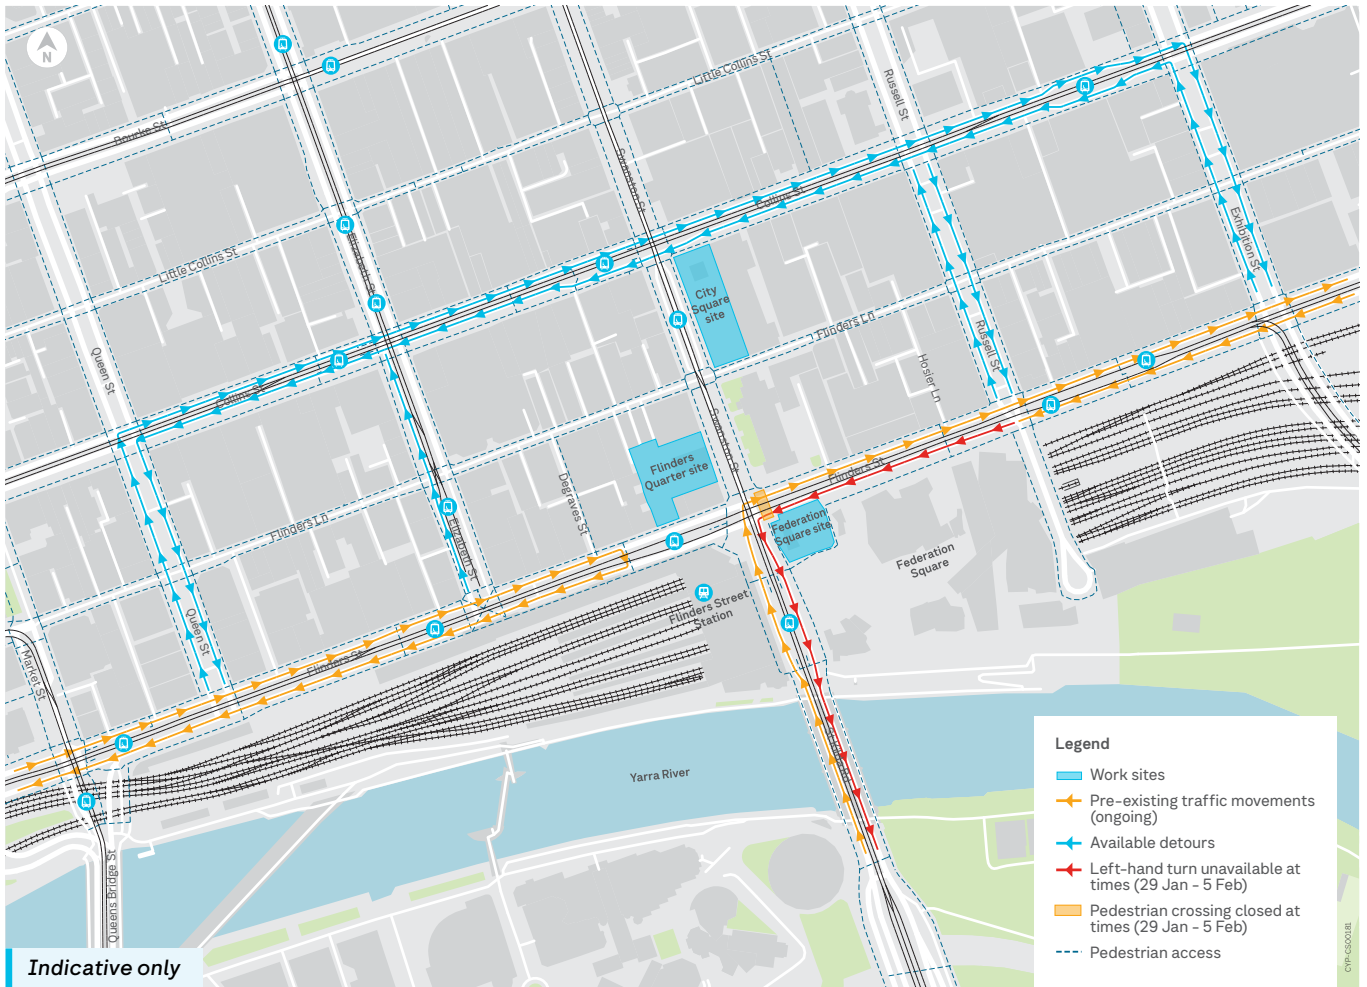 N
Bourke St
Little Collins St
Russell St
Swanston St
Collins St
Elizabeth St
Little Collins St
Exhibition St
City
Square
site
Flinders Ln
Russell St
Hosier Ln
Queen St
Collins St
Swanston St
Flinders
Quarter site
Flinders St
Degraves St
Federation
Square site
Federation
Square
Flinders Ln
Elizabeth St
Flinders Street
Station
Queen St
Flinders St
Market St
Yarra River
Queens Bridge St
Legend
Work sites
Pre-existing traffic movements
(ongoing)
Available detours
Left-hand turn unavailable at
times (29 Jan - 5 Feb)
Pedestrian crossing closed at
times (29 Jan - 5 Feb)
Pedestrian access
CYP-CS00181
Indicative only